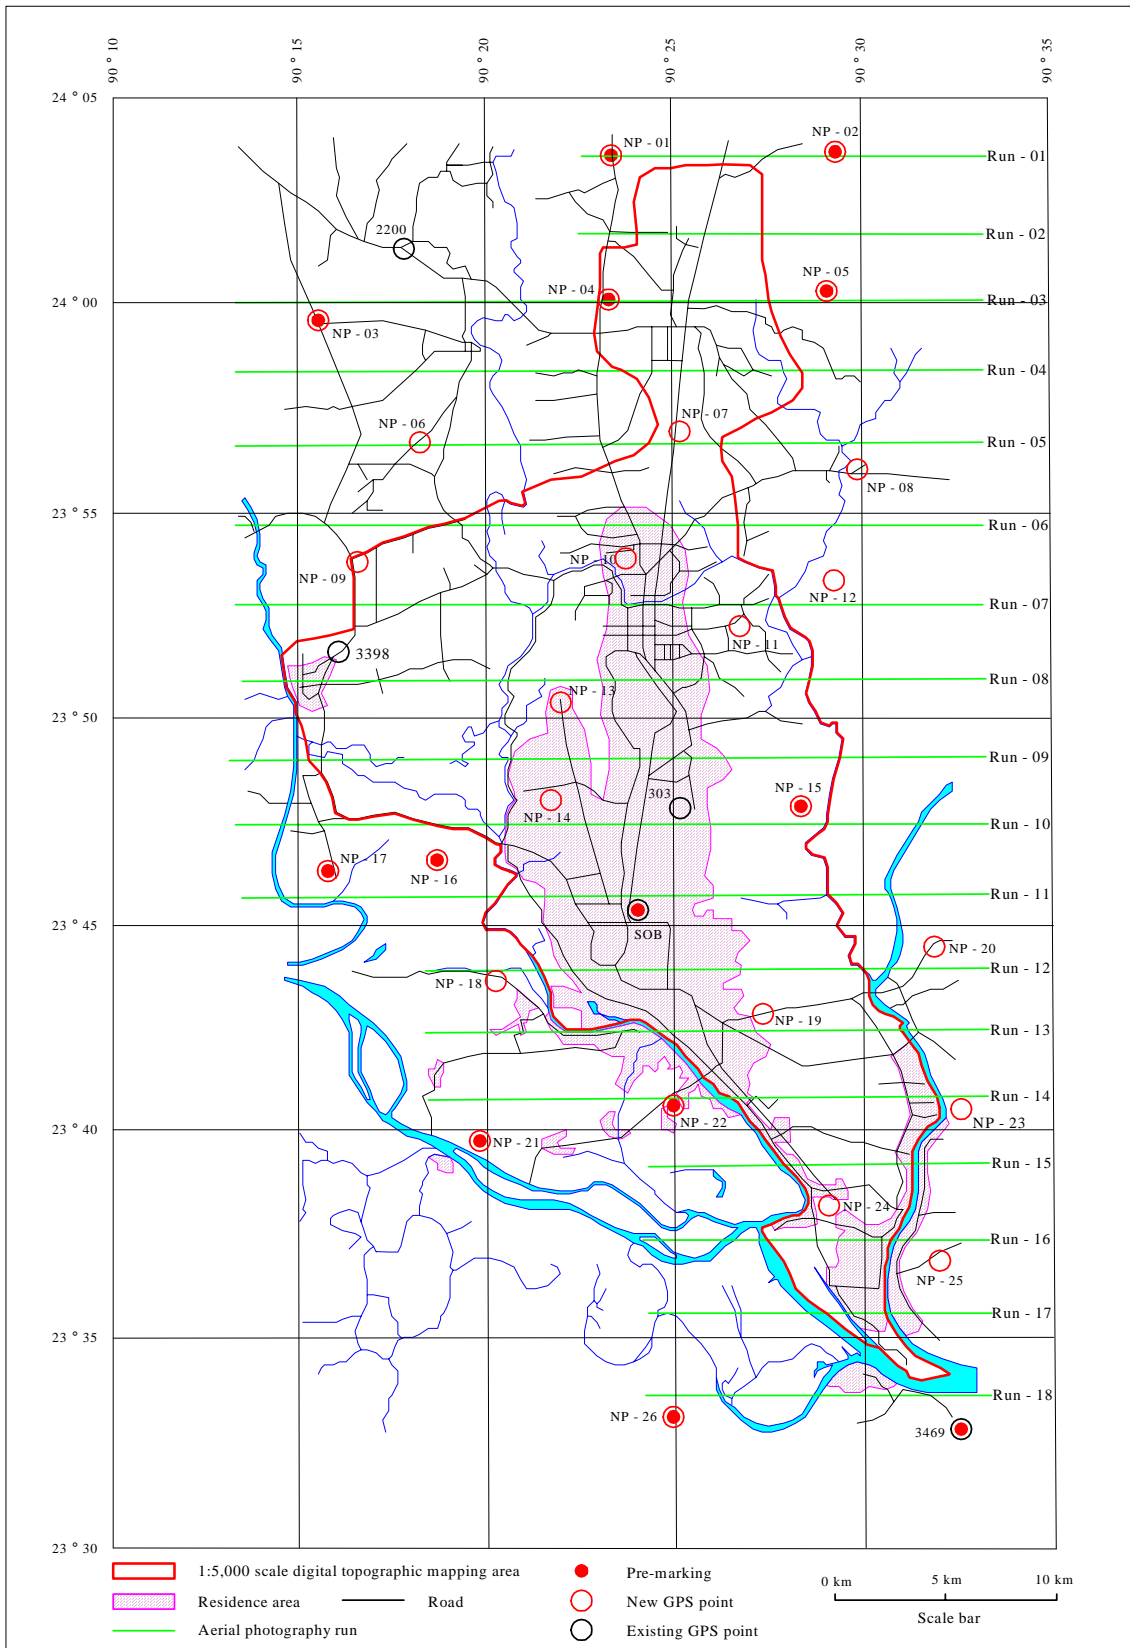 90 ° 10
90 ° 15
90 ° 20
90 ° 25
90 ° 30
90 ° 35
24 ° 05
NP - 01
NP - 02
Run - 01
2200
Run - 02
NP - 05
NP - 04
24 ° 00
Run - 03
NP - 03
Run - 04
NP - 06
NP - 07
Run - 05
NP - 08
23 ° 55
Run - 06
NP - 10
NP - 09
NP - 12
Run - 07
NP - 11
3398
Run - 08
NP - 13
23 ° 50
Run - 09
303
NP - 15
NP - 14
Run - 10
NP - 17
NP - 16
Run - 11
23 ° 45
SOB
NP - 20
Run - 12
NP - 18
NP - 19
Run - 13
Run - 14
NP - 22
NP - 23
23 ° 40
NP - 21
Run - 15
NP - 24
Run - 16
NP - 25
Run - 17
23 ° 35
Run - 18
NP - 26
3469
23 ° 30
1:5,000 scale digital topographic mapping area
Pre-marking
0 km
5 km
10 km
Residence area
Road
New GPS point
Scale bar
Aerial photography run
Existing GPS point